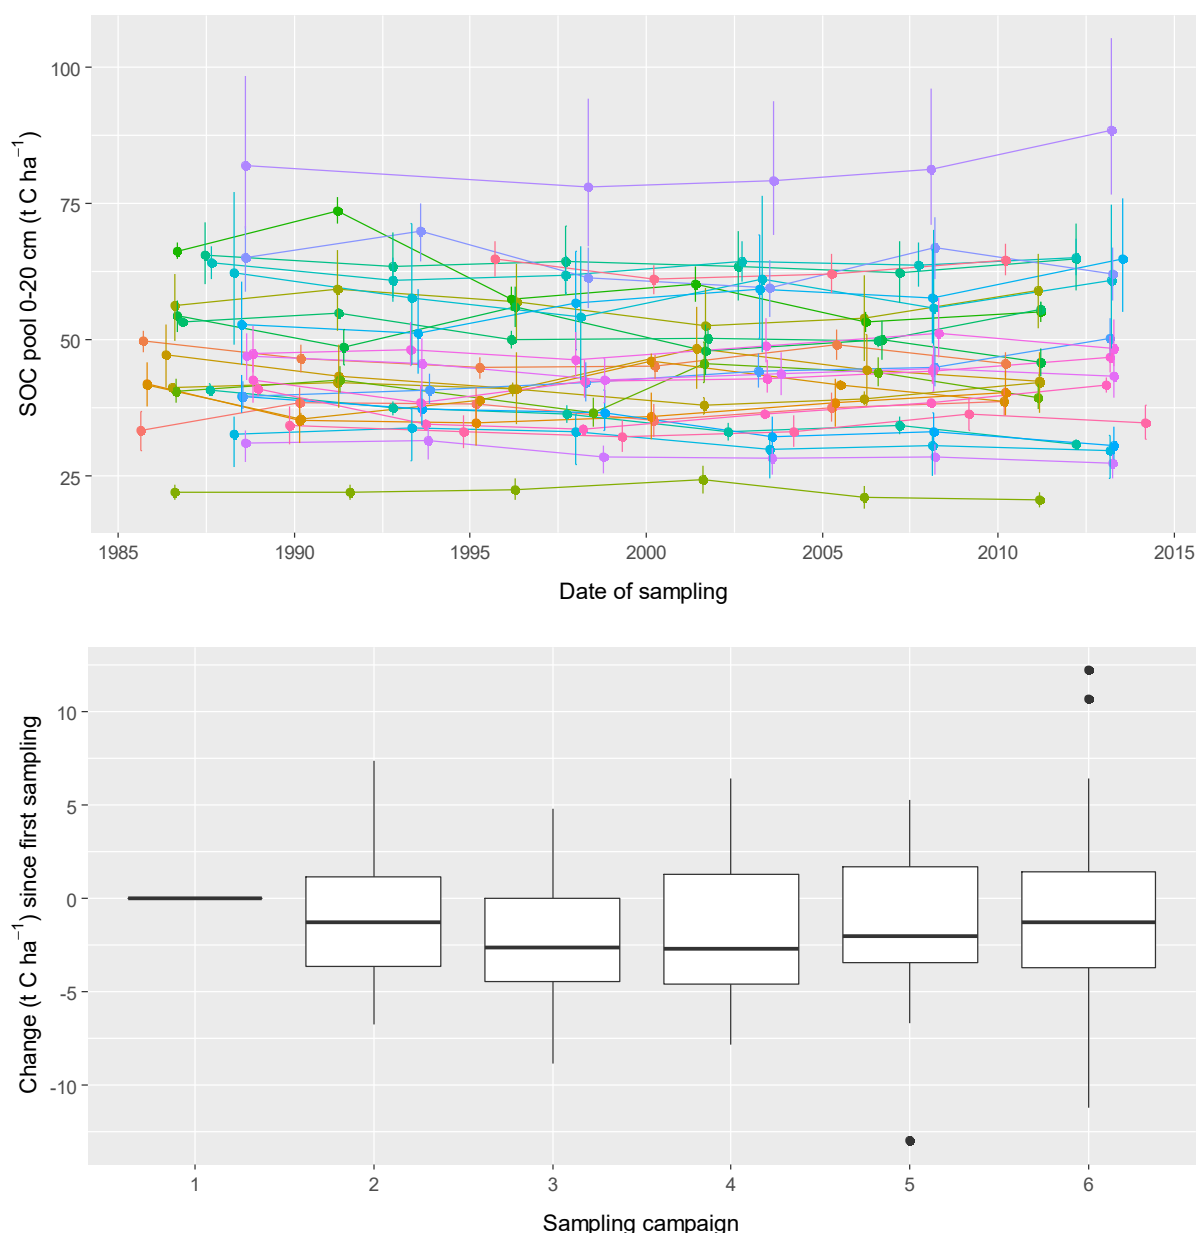 SOC pool 0-20 cm (t C ha⁻¹)
100
75
50
25
1985 1990 1995 2000 2005 2010 2015
Date of sampling
Change (t C ha⁻¹) since first sampling
10
5
0
-5
-10
1 2 3 4 5 6
Sampling campaign